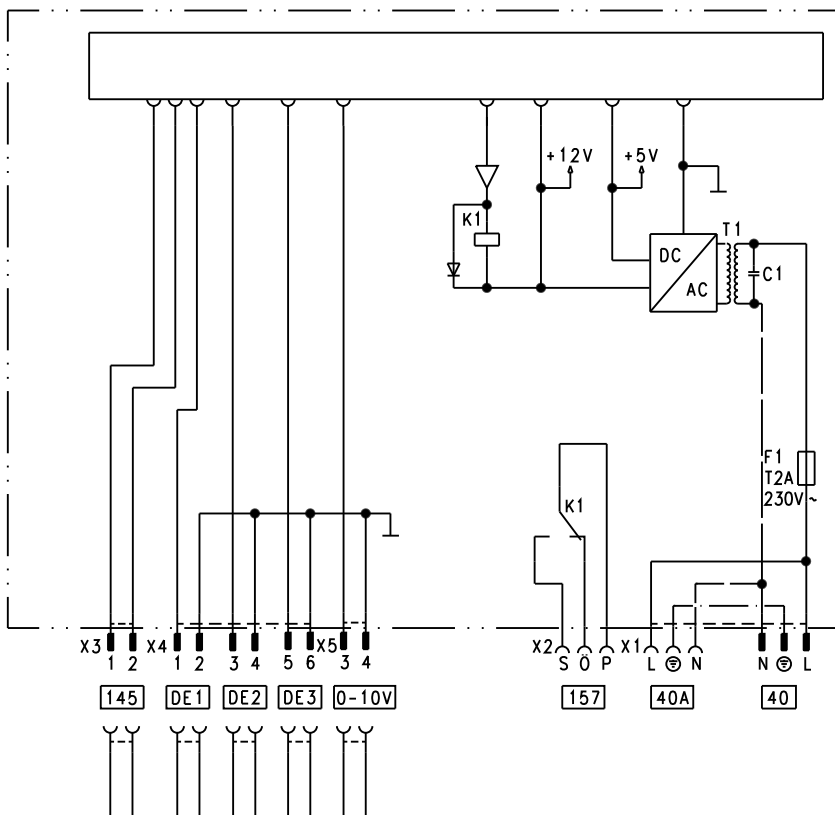 +12V +5V
K1 T1
DC
AC C1
F1
T2A
230V~
K1
X3 X4 X5 X2 X1
1 2 1 2 3 4 5 6 3 4 S Ö P L N N L
145 DE1 DE2 DE3 0-10V 157 40A 40